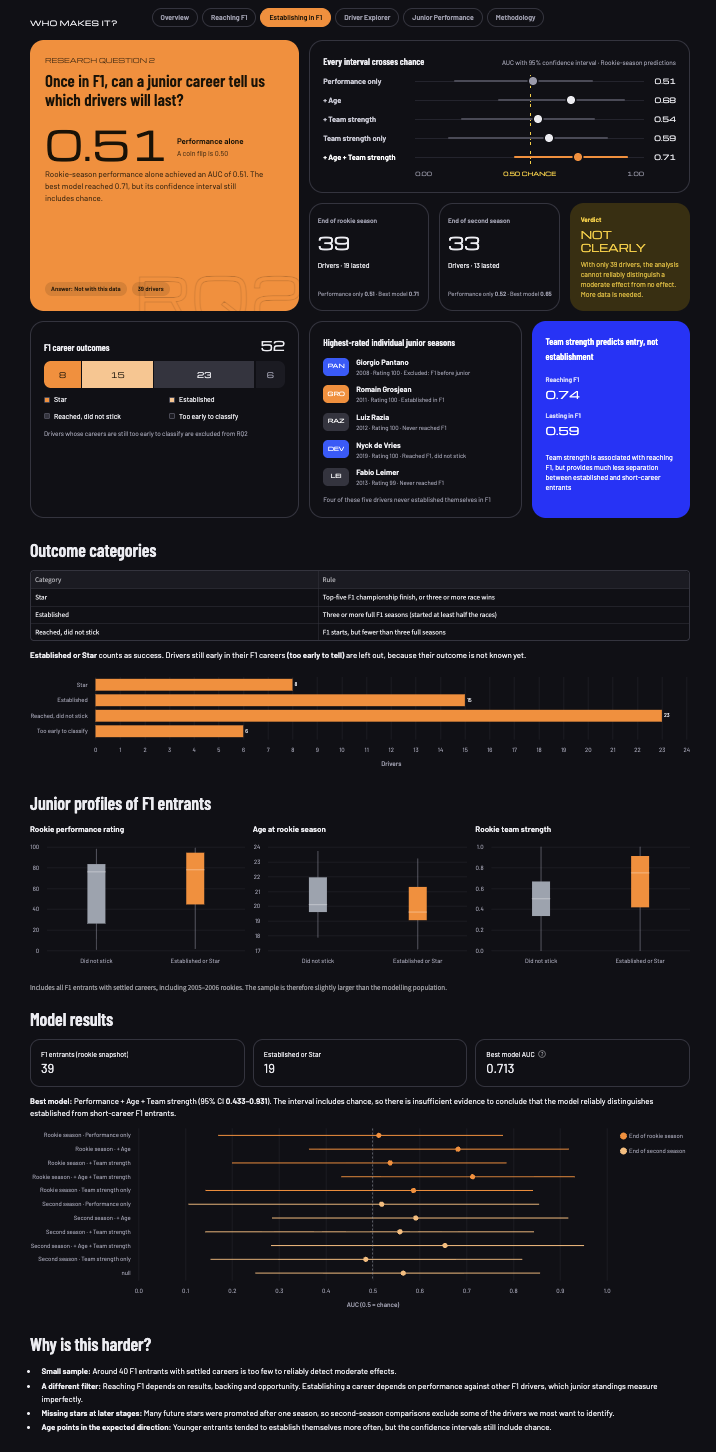 WHO MAKES IT?
Overview
Reaching F1
Establishing in F1
Driver Explorer
Junior Performance
Methodology
RESEARCH QUESTION 2
Once in F1, can a junior career tell us
which drivers will last?
0.51
Performance alone
A coin flip is 0.50
Rookie-season performance alone achieved an AUC of 0.51. The
best model reached 0.71, but its confidence interval still
includes chance.
Answer: Not with this data
39 drivers
RQ2
Every interval crosses chance
AUC with 95% confidence interval · Rookie-season predictions
Performance only 0.51
+ Age 0.68
+ Team strength 0.54
Team strength only 0.59
+ Age + Team strength 0.71
0.00 0.50 CHANCE 1.00
End of rookie season
39
Drivers · 19 lasted
Performance only 0.51 · Best model 0.71
End of second season
33
Drivers · 13 lasted
Performance only 0.52 · Best model 0.65
Verdict
NOT
CLEARLY
With only 39 drivers, the analysis
cannot reliably distinguish a
moderate effect from no effect.
More data is needed.
F1 career outcomes
52
8 15 23 6
Star
Established
Reached, did not stick
Too early to classify
Drivers whose careers are still too early to classify are excluded from RQ2
Highest-rated individual junior seasons
PAN
Giorgio Pantano
2008 · Rating 100 · Excluded: F1 before junior
GRO
Romain Grosjean
2011 · Rating 100 · Established in F1
RAZ
Luiz Razia
2012 · Rating 100 · Never reached F1
DEV
Nyck de Vries
2019 · Rating 100 · Reached F1, did not stick
LEI
Fabio Leimer
2013 · Rating 99 · Never reached F1
Four of these five drivers never established themselves in F1
Team strength predicts entry, not
establishment
Reaching F1
0.74
Lasting in F1
0.59
Team strength is associated with reaching
F1, but provides much less separation
between established and short-career
entrants
Outcome categories
Category Rule
Star Top-five F1 championship finish, or three or more race wins
Established Three or more full F1 seasons (started at least half the races)
Reached, did not stick F1 starts, but fewer than three full seasons
Established or Star counts as success. Drivers still early in their F1 careers (too early to tell) are left out, because their outcome is not known yet.
Star 8
Established 15
Reached, did not stick 23
Too early to classify 6
0 1 2 3 4 5 6 7 8 9 10 11 12 13 14 15 16 17 18 19 20 21 22 23 24
Drivers
Junior profiles of F1 entrants
Rookie performance rating
100
80
60
40
20
0
Did not stick Established or Star
Age at rookie season
24
23
22
21
20
19
18
17
Did not stick Established or Star
Rookie team strength
1.0
0.8
0.6
0.4
0.2
0.0
Did not stick Established or Star
Includes all F1 entrants with settled careers, including 2005–2006 rookies. The sample is therefore slightly larger than the modelling population.
Model results
F1 entrants (rookie snapshot)
39
Established or Star
19
Best model AUC ?
0.713
Best model: Performance + Age + Team strength (95% CI 0.433–0.931). The interval includes chance, so there is insufficient evidence to conclude that the model reliably distinguishes
established from short-career F1 entrants.
Rookie season · Performance only
Rookie season · + Age
Rookie season · + Team strength
Rookie season · + Age + Team strength
Rookie season · Team strength only
Second season · Performance only
Second season · + Age
Second season · + Team strength
Second season · + Age + Team strength
Second season · Team strength only
null
0.0 0.1 0.2 0.3 0.4 0.5 0.6 0.7 0.8 0.9 1.0
AUC (0.5 = chance)
End of rookie season
End of second season
Why is this harder?
Small sample: Around 40 F1 entrants with settled careers is too few to reliably detect moderate effects.
A different filter: Reaching F1 depends on results, backing and opportunity. Establishing a career depends on performance against other F1 drivers, which junior standings measure
imperfectly.
Missing stars at later stages: Many future stars were promoted after one season, so second-season comparisons exclude some of the drivers we most want to identify.
Age points in the expected direction: Younger entrants tended to establish themselves more often, but the confidence intervals still include chance.